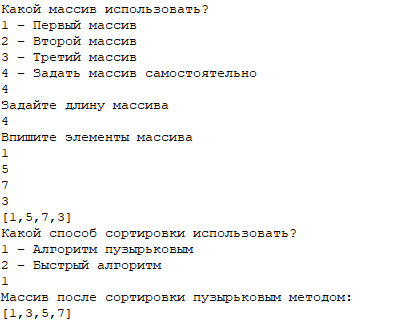 Какой массив использовать?
1 - Первый массив
2 - Второй массив
3 - Третий массив
4 - Задать массив самостоятельно
4
Задайте длину массива
4
Впишите элементы массива
1
5
7
3
[1,5,7,3]
Какой способ сортировки использовать?
1 - Алгоритм пузырьковым
2 - Быстрый алгоритм
1
Массив после сортировки пузырьковым методом:
[1,3,5,7]